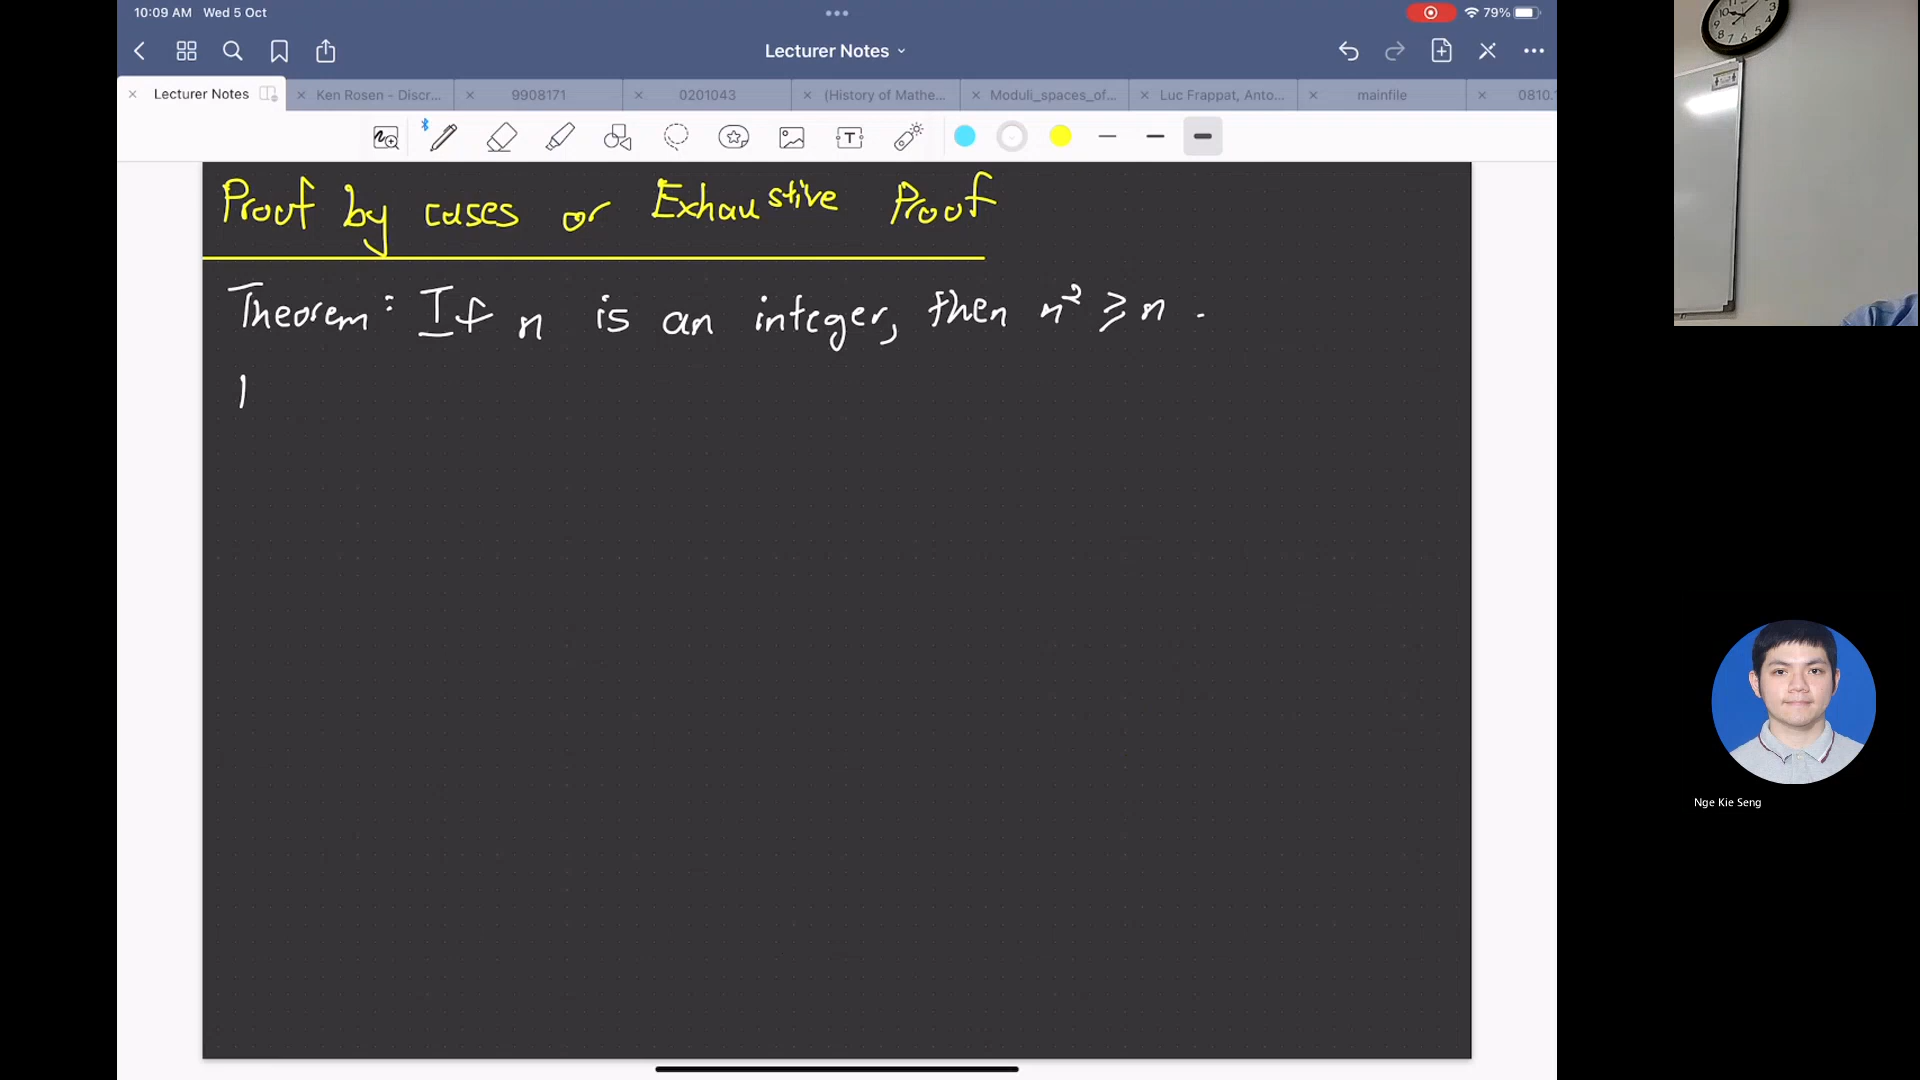 10:09 AM Wed 5 Oct
79%
Lecturer Notes
Lecturer Notes
Ken Rosen - Discr...
9908171
0201043
(History of Mathe...
Moduli_spaces_of...
Luc Frappat, Anto...
mainfile
0810.
Proof by cases or Exhaustive Proof
Theorem: If n is an integer, then n² ⩾ n .
Nge Kie Seng